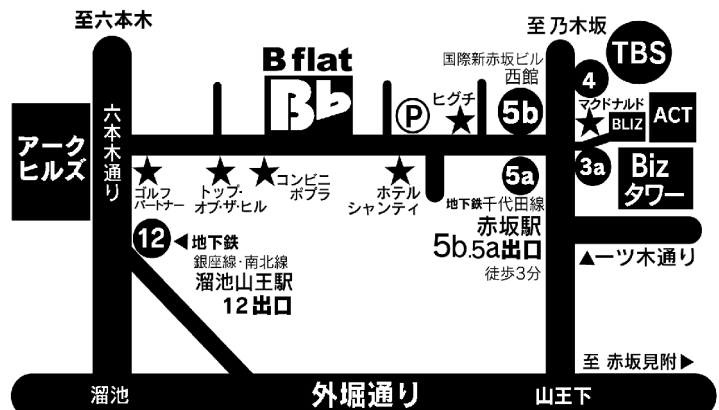 至六本木
至乃木坂
TBS
B flat
Bb
国際新赤坂ビル
西館
4
マクドナルド
ヒグチ
P
5b
BLIZ
ACT
アーク
ヒルズ
六本木通り
ゴルフ
パートナー
トップ・
オブ・ザ・ヒル
コンビニ
ポプラ
ホテル
シャンティ
5a
3a
Biz
タワー
地下鉄千代田線
赤坂駅
5b.5a出口
徒歩3分
12
◀地下鉄
銀座線・南北線
溜池山王駅
12出口
▲一ツ木通り
至 赤坂見附▶
溜池
外堀通り
山王下